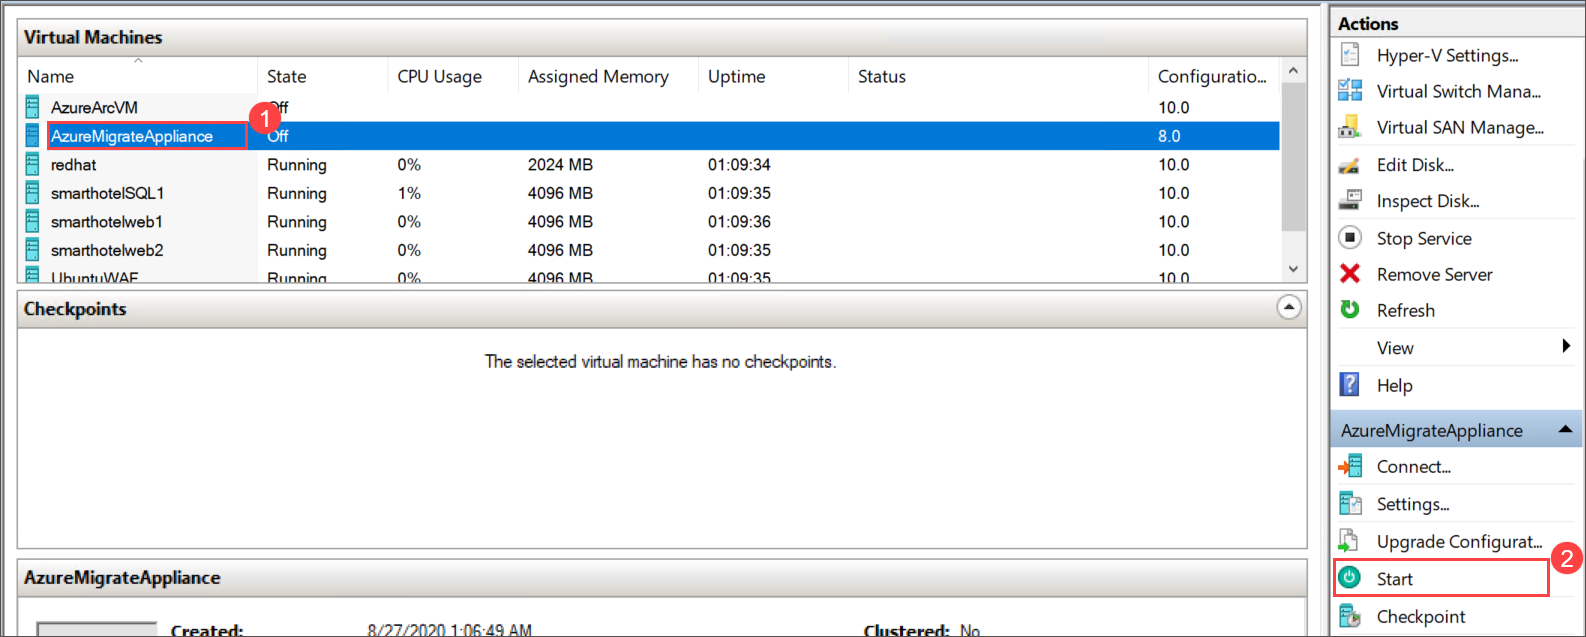 Virtual Machines
Name State CPU Usage Assigned Memory Uptime Status Configuratio...
AzureArcVM Off 10.0
1
AzureMigrateAppliance Off 8.0
redhat Running 0% 2024 MB 01:09:34 10.0
smarthotelSQL1 Running 1% 4096 MB 01:09:35 10.0
smarthotelweb1 Running 0% 4096 MB 01:09:36 10.0
smarthotelweb2 Running 0% 4096 MB 01:09:35 10.0
UbuntuWAF Running 0% 4096 MB 01:09:35 10.0
Checkpoints
The selected virtual machine has no checkpoints.
AzureMigrateAppliance
Created: 8/27/2020 1:06:49 AM Clustered: No
Actions
Hyper-V Settings...
Virtual Switch Mana...
Virtual SAN Manage...
Edit Disk...
Inspect Disk...
Stop Service
Remove Server
Refresh
View
Help
AzureMigrateAppliance
Connect...
Settings...
Upgrade Configurat...
2
Start
Checkpoint